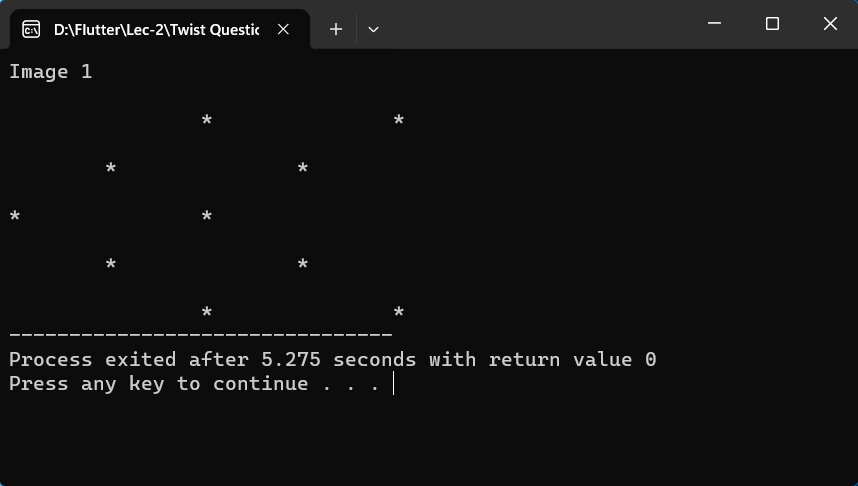 D:\Flutter\Lec-2\Twist Questic
Image 1
* *
* *
* *
* *
* *
--------------------------------
Process exited after 5.275 seconds with return value 0
Press any key to continue . . .